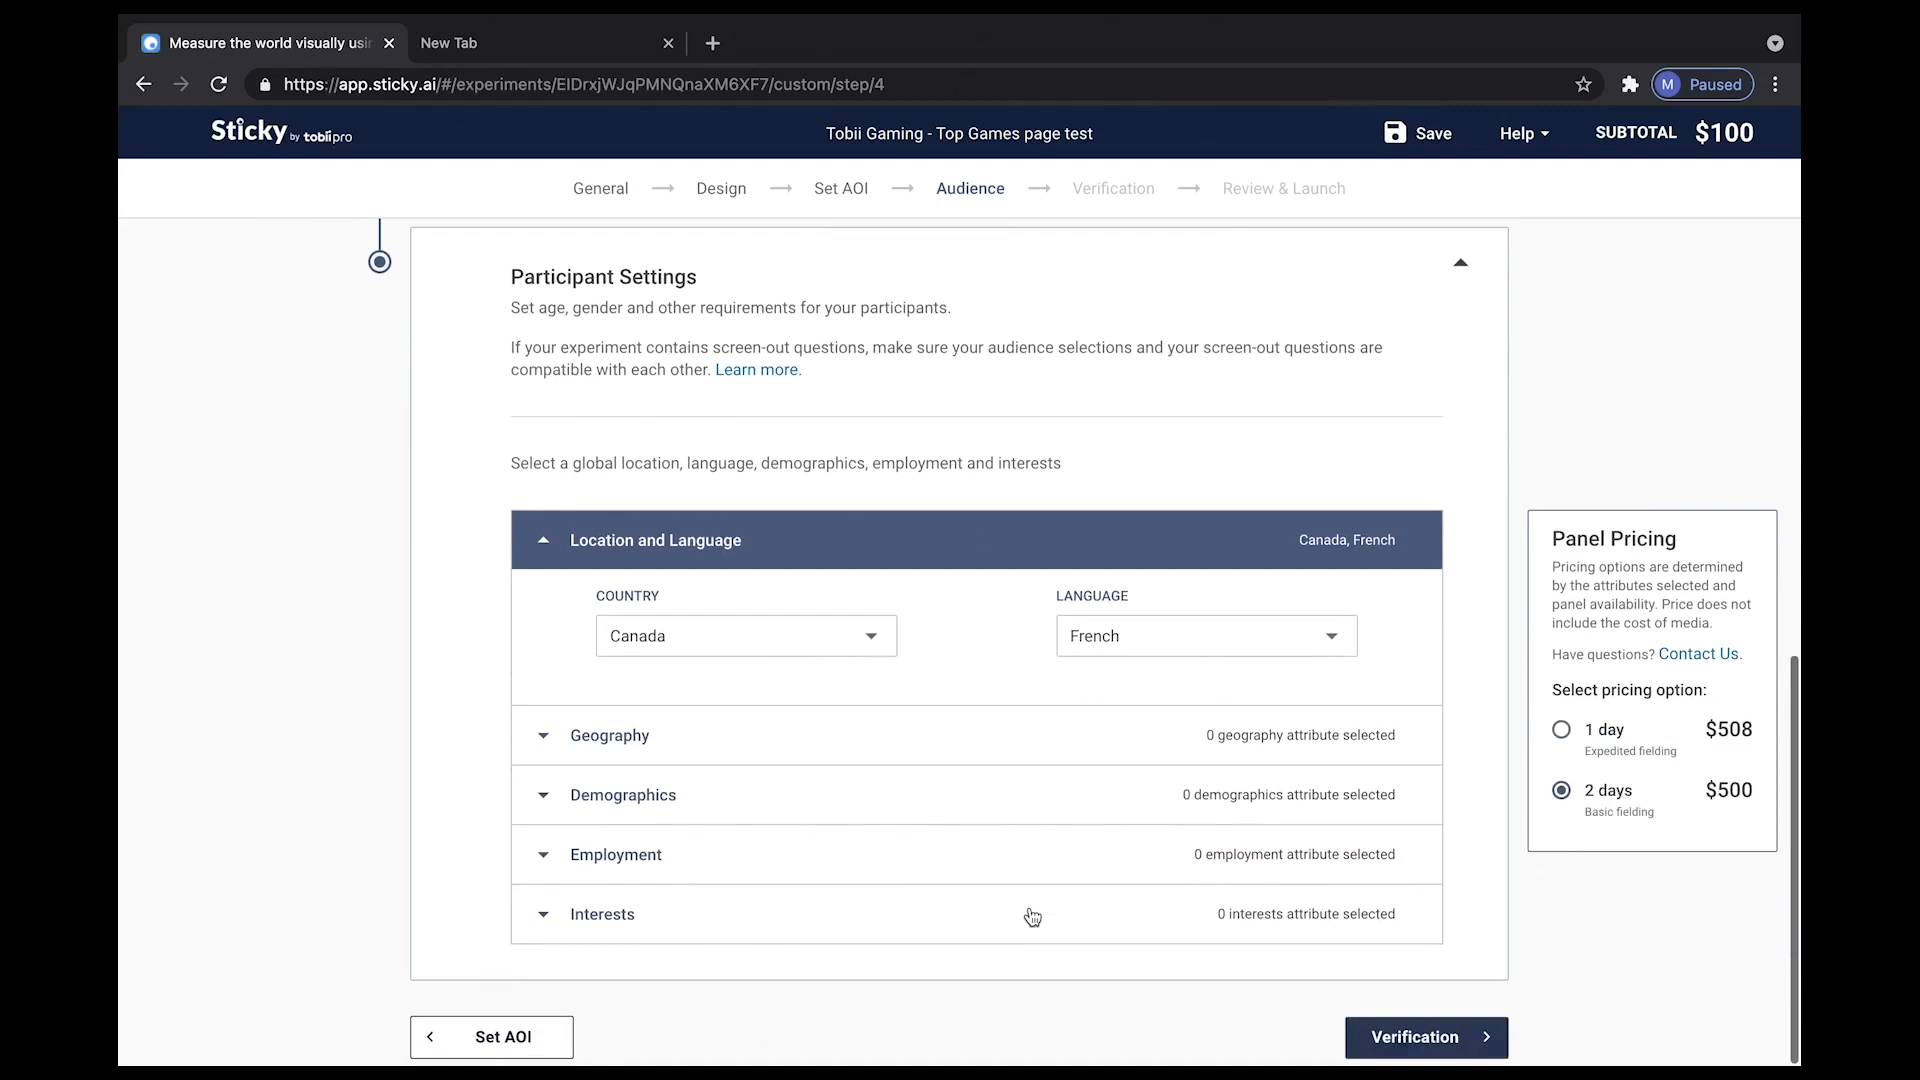 Measure the world visually usin
New Tab
https://app.sticky.ai/#/experiments/EIDrxjWJqPMNQnaXM6XF7/custom/step/4
M Paused
Sticky by tobiipro
Tobii Gaming - Top Games page test
Save
Help
SUBTOTAL $100
General
Design
Set AOI
Audience
Verification
Review & Launch
Participant Settings
Set age, gender and other requirements for your participants.
If your experiment contains screen-out questions, make sure your audience selections and your screen-out questions are
compatible with each other. Learn more.
Select a global location, language, demographics, employment and interests
Location and Language
Canada, French
COUNTRY
LANGUAGE
Canada
French
Geography
0 geography attribute selected
Demographics
0 demographics attribute selected
Employment
0 employment attribute selected
Interests
0 interests attribute selected
Panel Pricing
Pricing options are determined
by the attributes selected and
panel availability. Price does not
include the cost of media.
Have questions? Contact Us.
Select pricing option:
1 day $508
Expedited fielding
2 days $500
Basic fielding
Set AOI
Verification